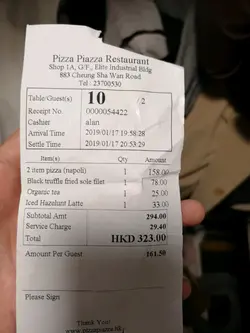 Pizza Piazza Restaurant
Shop 1A, G/F., Elite Industrial Bldg
883 Cheung Sha Wan Road
Tel : 23700530
Table/Guest(s) 10 2
Receipt No. 0000054422
Cashier alan
Arrival Time 2019/01/17 19:58:28
Settle Time 2019/01/17 20:53:29
Item(s) Qty Amount
2 item pizza (napoli) 1 158.00
Black truffle fried sole filet 1 78.00
Organic tea 1 25.00
Iced Hazelnut Latte 1 33.00
Subtotal Amt 294.00
Service Charge 29.40
Total HKD 323.00
Amount Per Guest 161.50
Please Sign
Thank You!